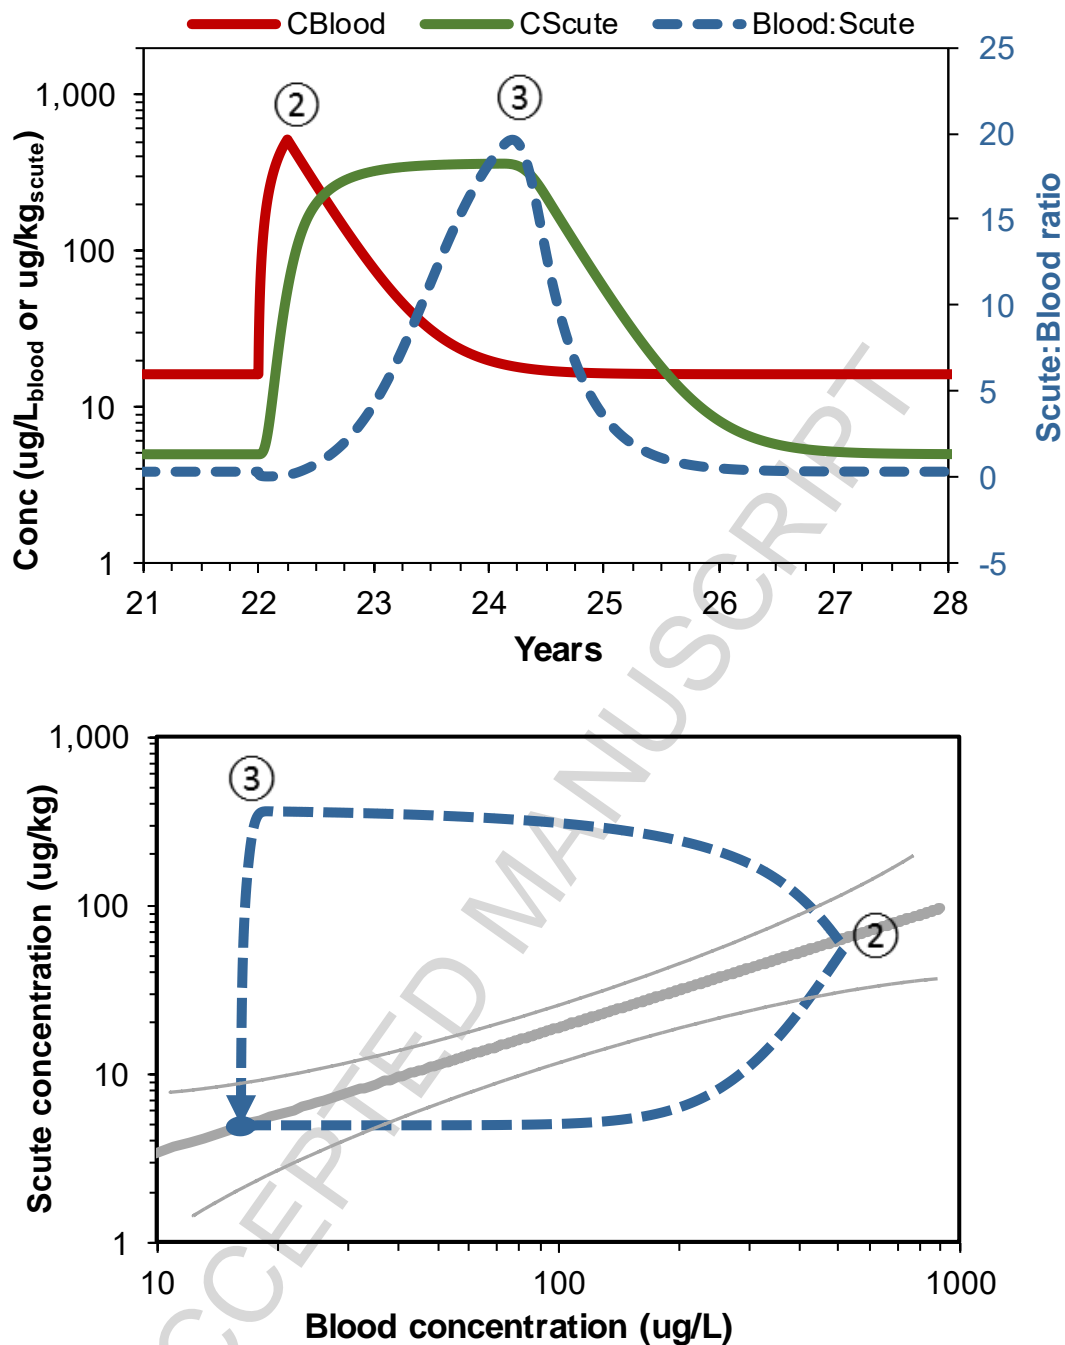 CBlood CScute Blood:Scute
1,000
100
10
1
Conc (ug/Lblood or ug/kgscute)
② ③
25
20
15
10
5
0
-5
Scute:Blood ratio
21 22 23 24 25 26 27 28
Years
1,000
100
10
1
Scute concentration (ug/kg)
③
②
10 100 1000
Blood concentration (ug/L)
ACCEPTED MANUSCRIPT